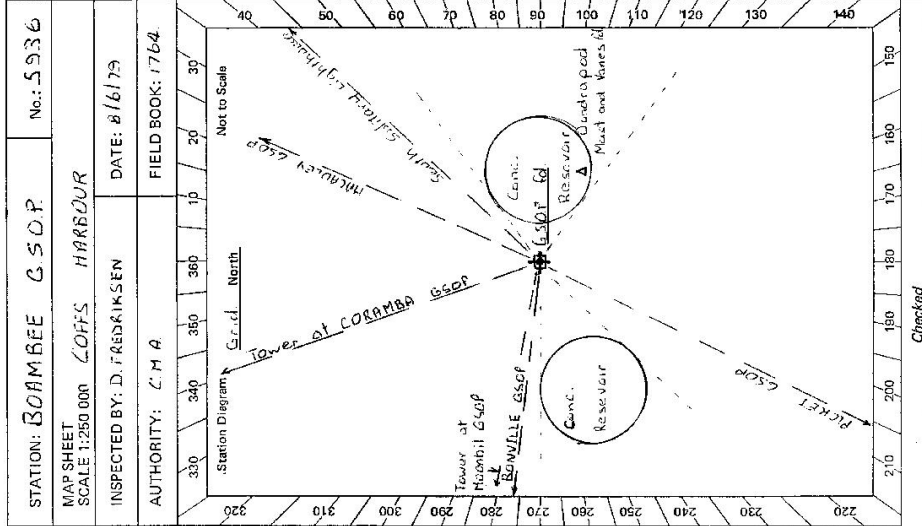 STATION: BOAMBEE G.S.O.P.
No.: 5936
MAP SHEET
SCALE 1:250 000 COFFS HARBOUR
INSPECTED BY: D. FREDRIKSEN
DATE: 8/6/79
AUTHORITY: C M A
FIELD BOOK: 1764
330 340 350 360 10 20 30
Station Diagram
Grid North
Not to Scale
320
310
300
290
280
270
260
250
240
230
220
40
50
60
70
80
90
100
110
120
130
140
Tower at CORAMBA GSOP
MACAULEY GSOP
South Solitary Lighthouse
Tower at
Moonbil GSOP
BONVILLE GSOP
GSOP fd
Conc.
Reservoir
Quadrapod
Mast and Vanes fd
Conc.
Reservoir
PICKET GSOP
210 200 190 180 170 160 150
Checked